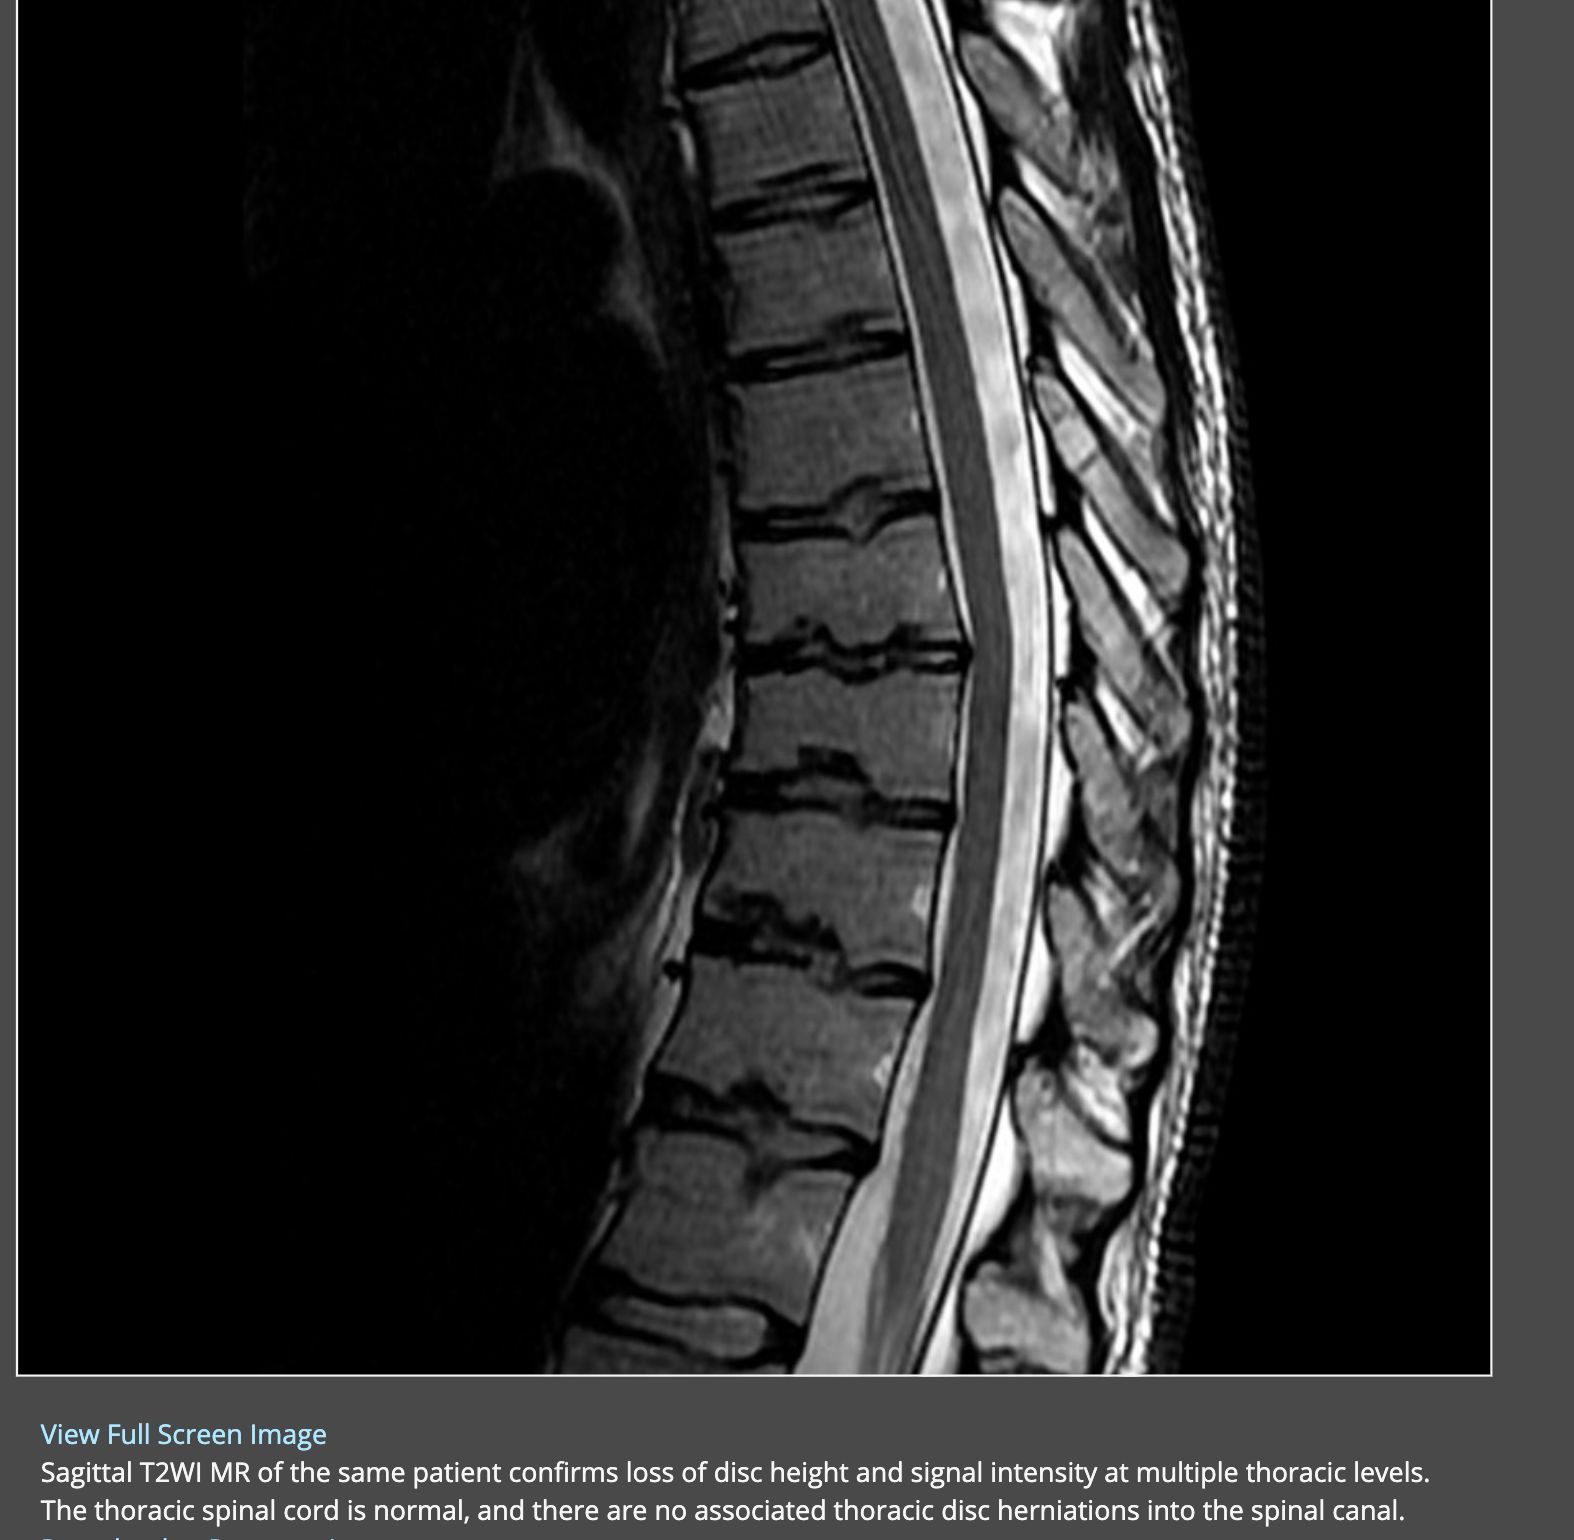 View Full Screen Image
Sagittal T2WI MR of the same patient confirms loss of disc height and signal intensity at multiple thoracic levels.
The thoracic spinal cord is normal, and there are no associated thoracic disc herniations into the spinal canal.